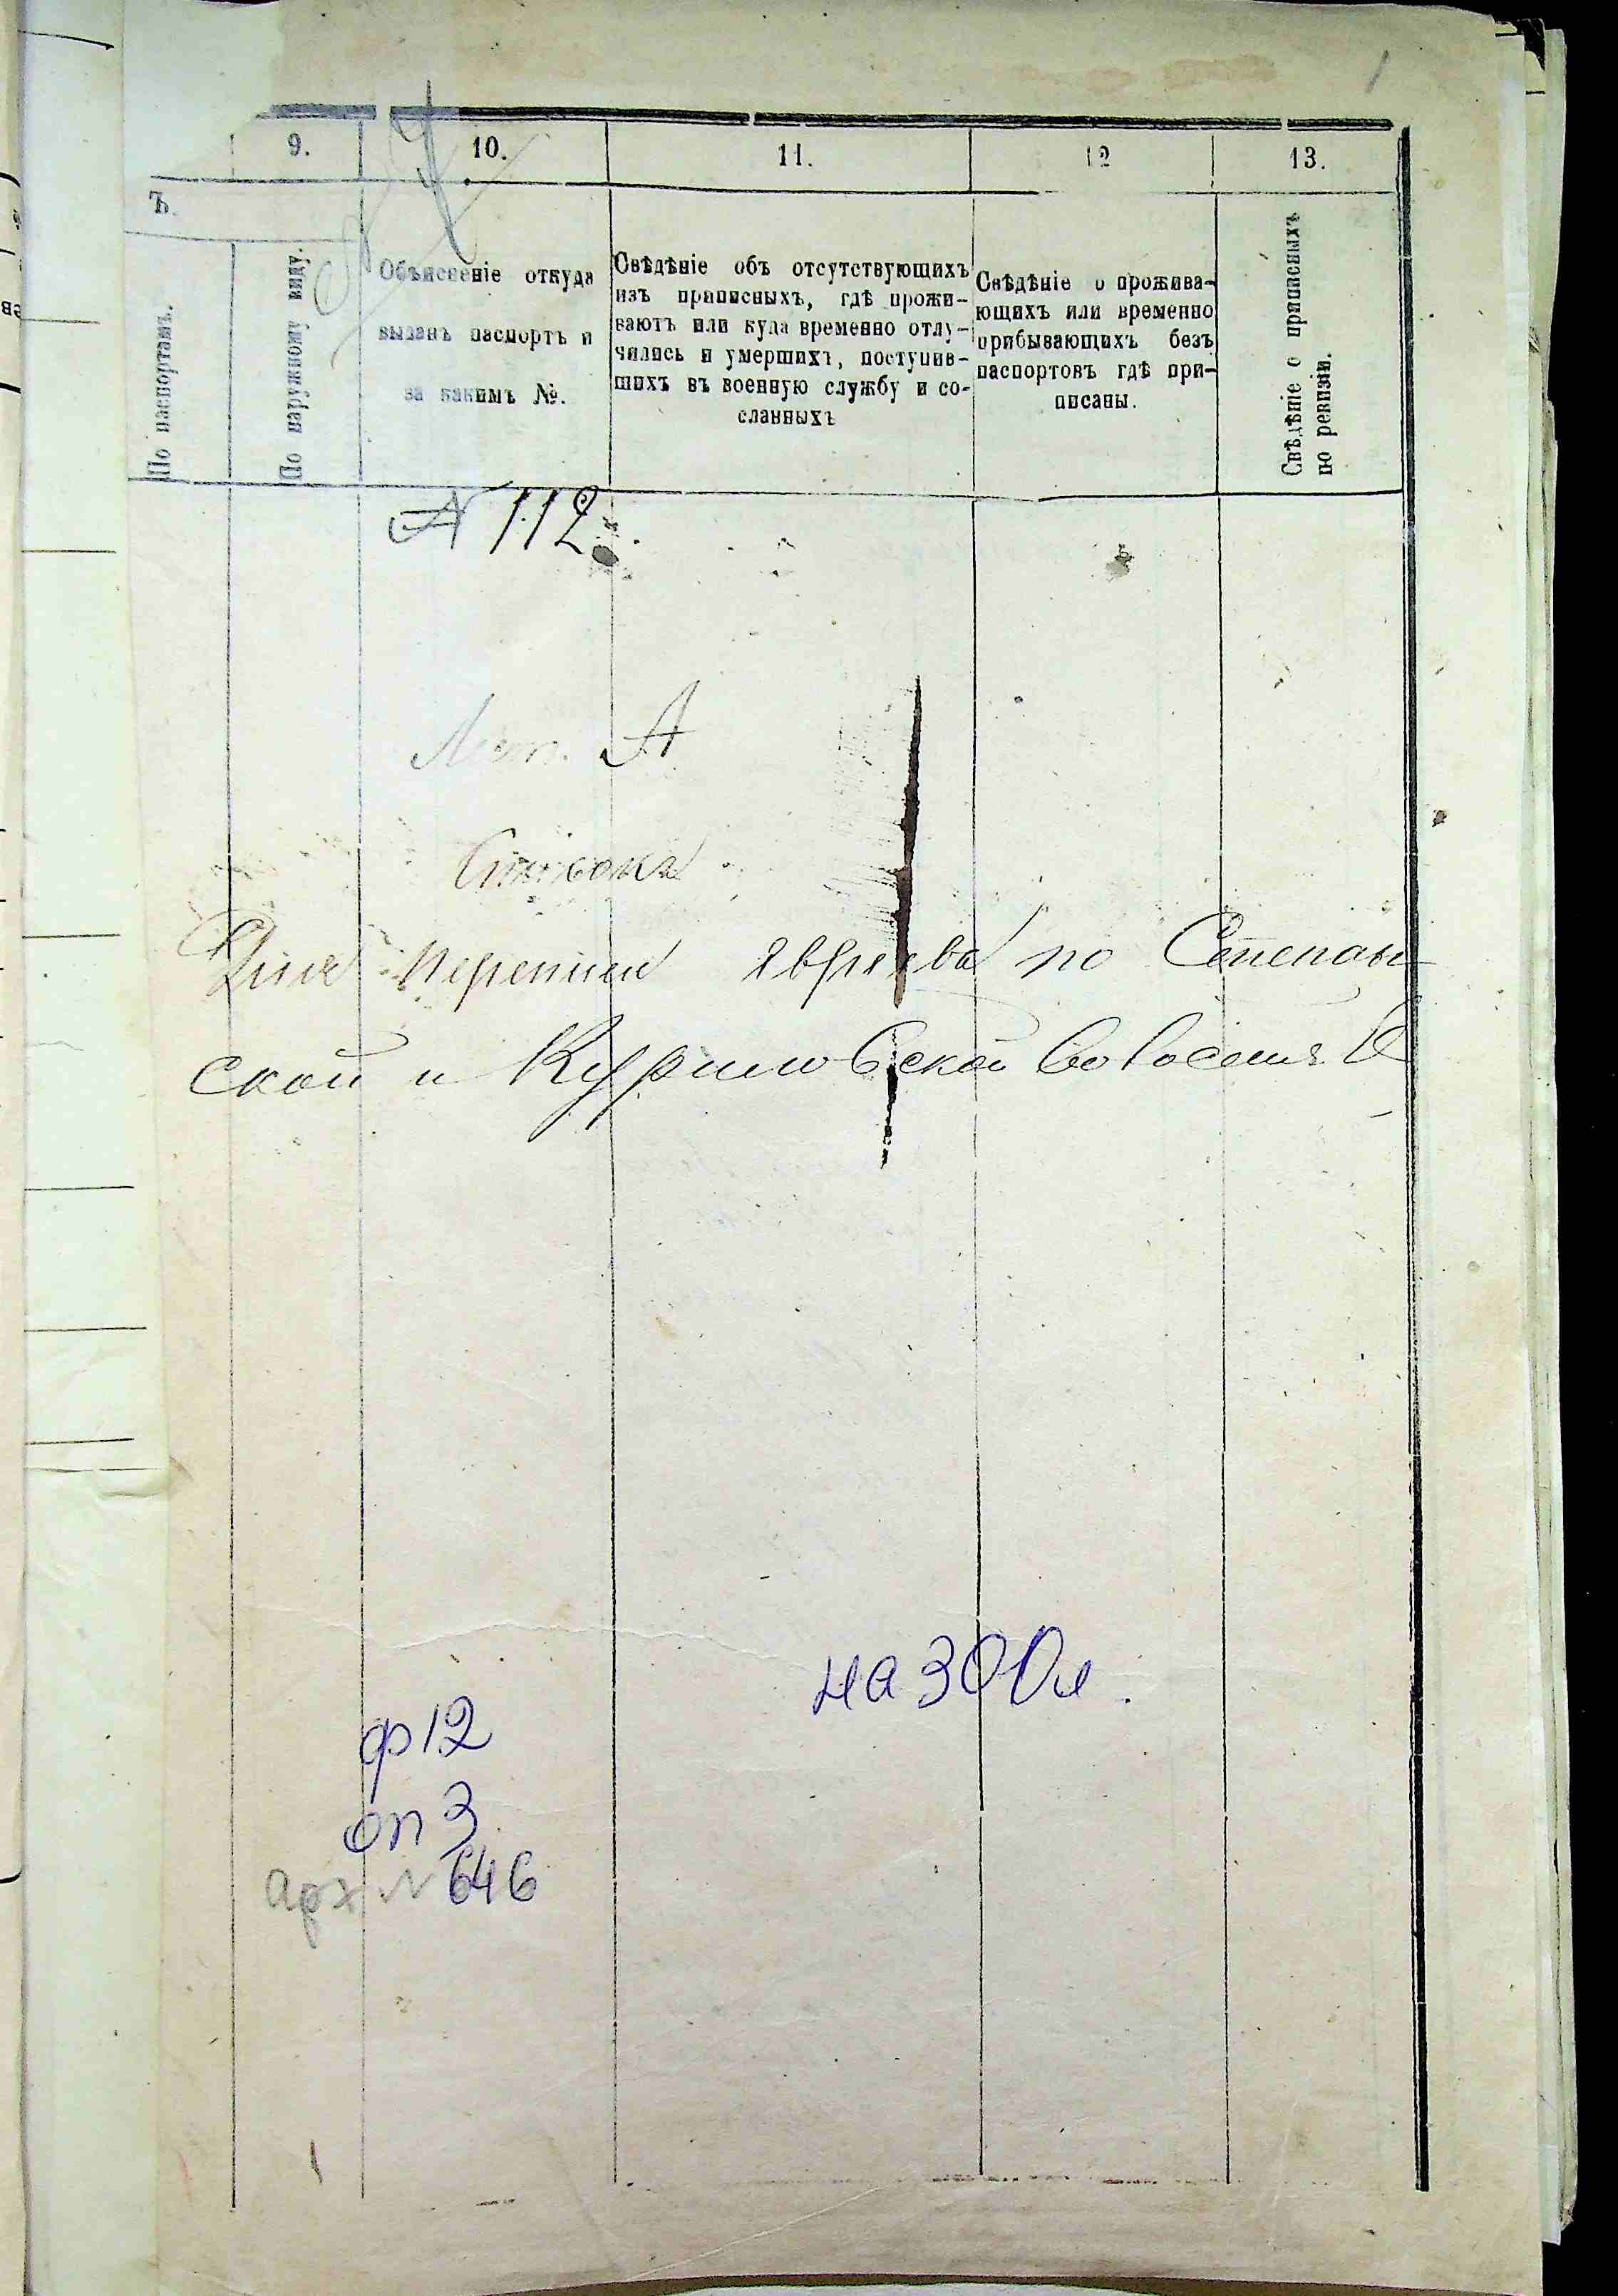 1
9.
10.
11.
12
13.
Ъ.
По паспортамъ.
По наружному виду.
Объясненіе откуда
выданъ паспортъ и
за какимъ №.
Свѣдѣніе объ отсутствующихъ
изъ приписныхъ, гдѣ прожи-
ваютъ или куда временно отлу-
чились и умершихъ, поступив-
шихъ въ военную службу и со-
сланныхъ
Свѣдѣніе о прожива-
ющихъ или временно
прибывающихъ безъ
паспортовъ гдѣ при-
писаны.
Свѣдѣніе о приписныхъ
по ревизіи.
№ 112
Лит. А
Списокъ
переписи явреевъ по Степан
ской и Куриловской волостямъ
на 300 л.
ф 12
оп 3
арх № 646